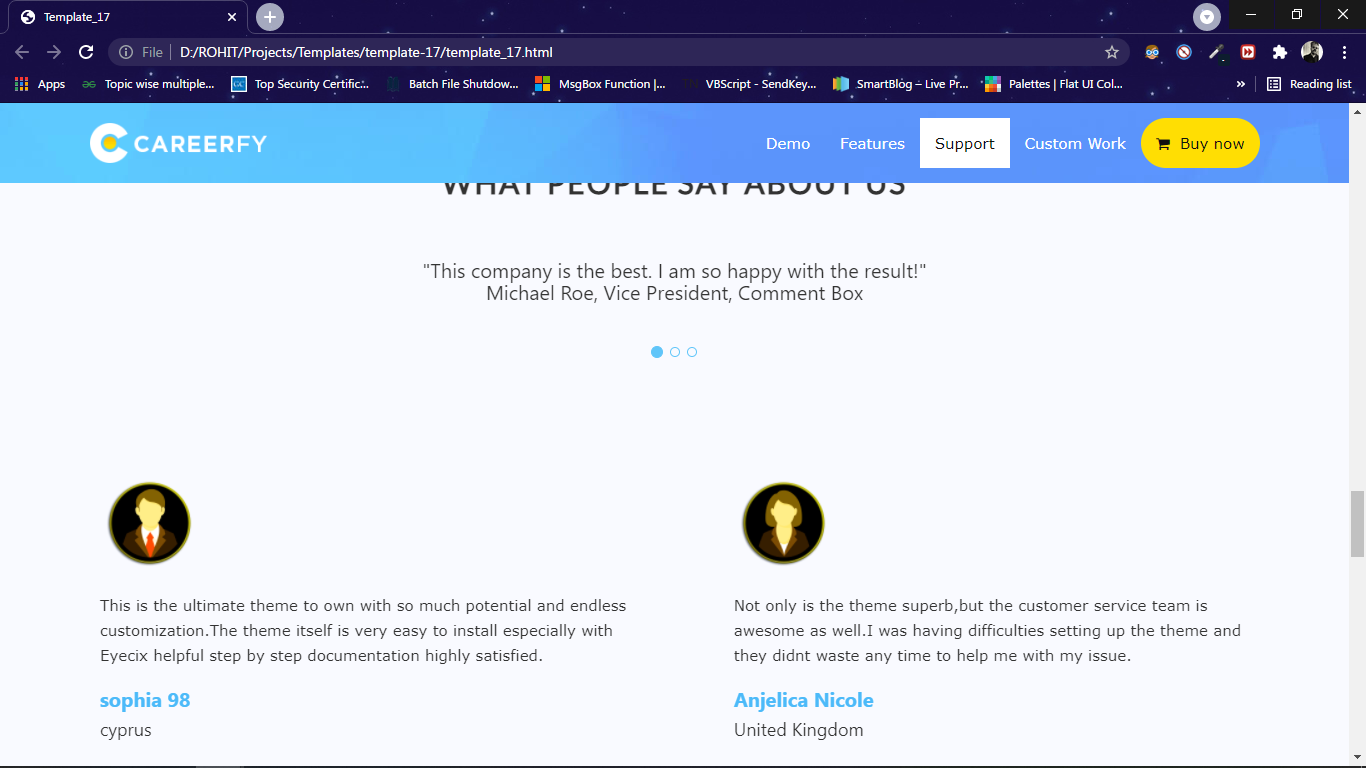 Template_17
File
D:/ROHIT/Projects/Templates/template-17/template_17.html
Apps
Topic wise multiple...
Top Security Certific...
Batch File Shutdow...
MsgBox Function |...
VBScript - SendKey...
SmartBlog – Live Pr...
Palettes | Flat UI Col...
»
Reading list
CAREERFY
Demo
Features
Support
Custom Work
Buy now
WHAT PEOPLE SAY ABOUT US
"This company is the best. I am so happy with the result!"
Michael Roe, Vice President, Comment Box
This is the ultimate theme to own with so much potential and endless
customization.The theme itself is very easy to install especially with
Eyecix helpful step by step documentation highly satisfied.
sophia 98
cyprus
Not only is the theme superb,but the customer service team is
awesome as well.I was having difficulties setting up the theme and
they didnt waste any time to help me with my issue.
Anjelica Nicole
United Kingdom